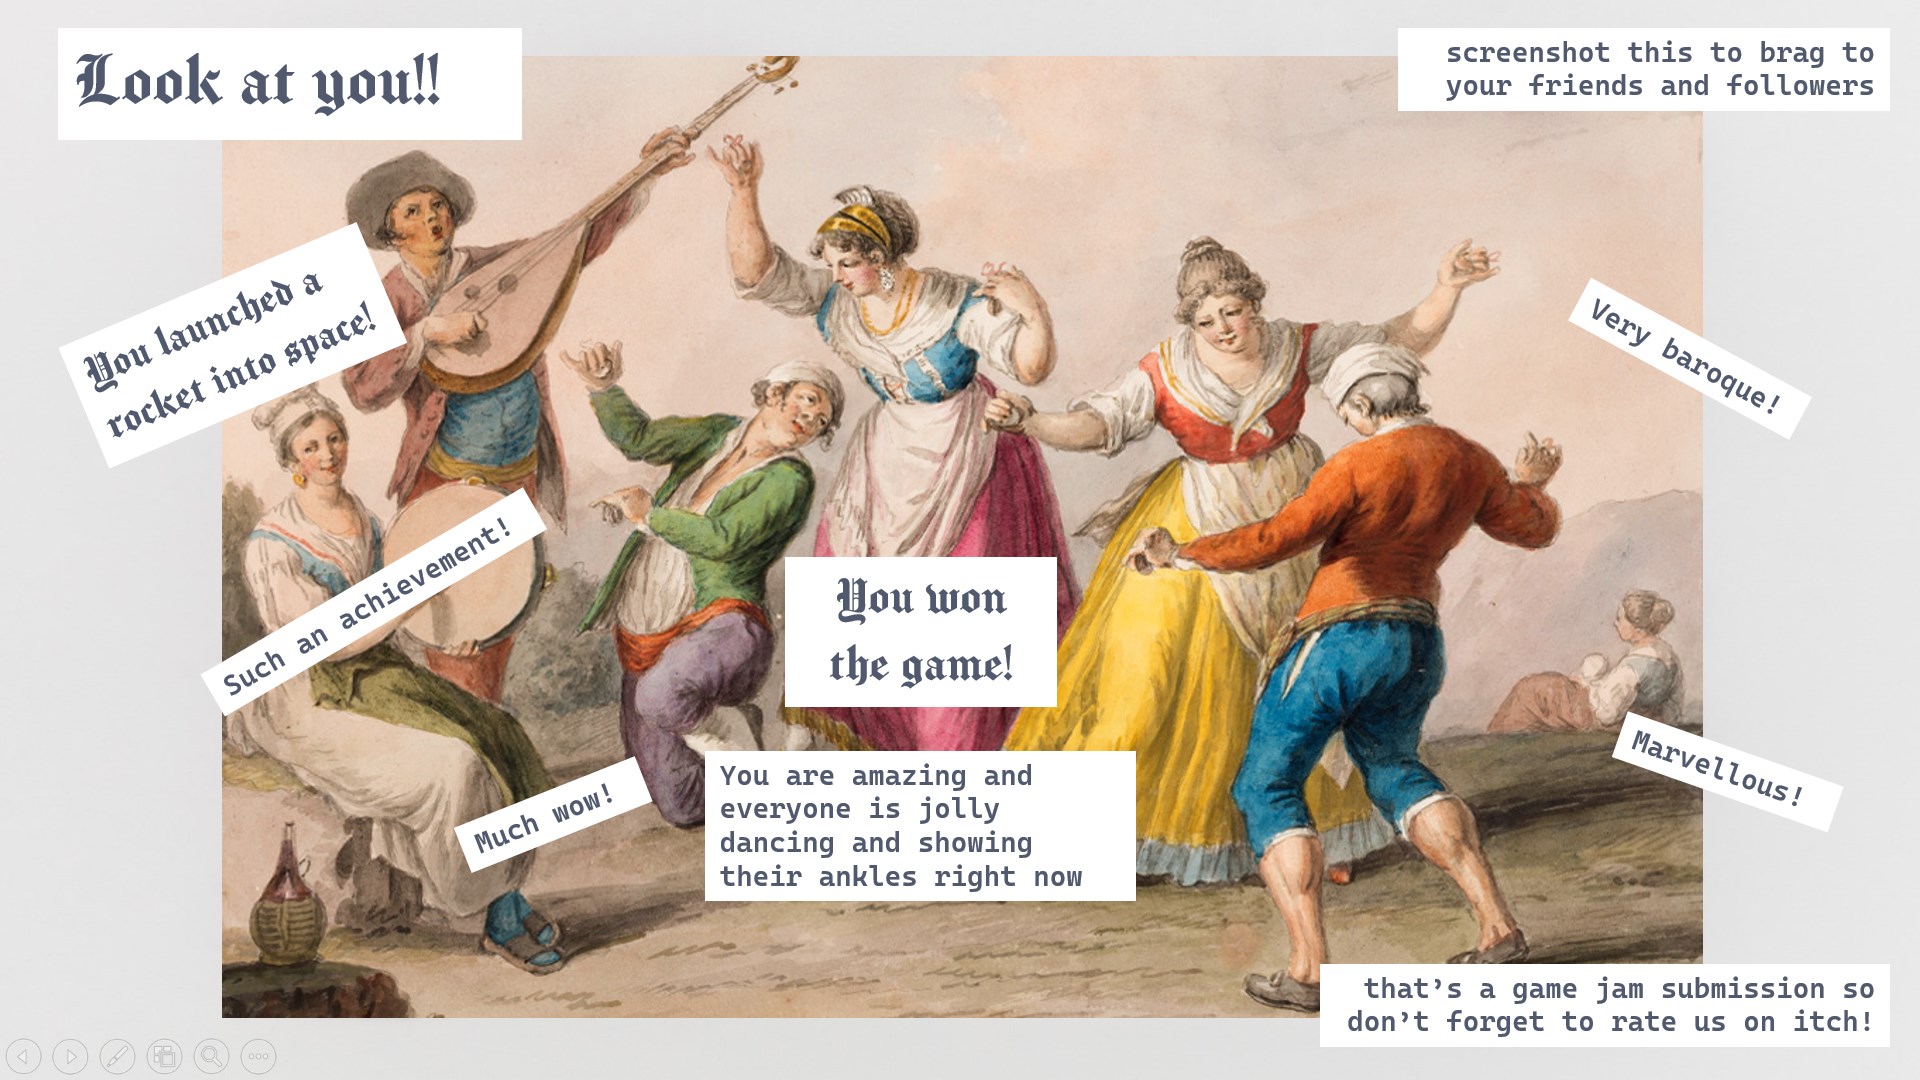 Look at you!!
screenshot this to brag to
your friends and followers
You launched a
rocket into space!
Very baroque!
Such an achievement!
You won
the game!
Marvellous!
Much wow!
You are amazing and
everyone is jolly
dancing and showing
their ankles right now
that’s a game jam submission so
don’t forget to rate us on itch!